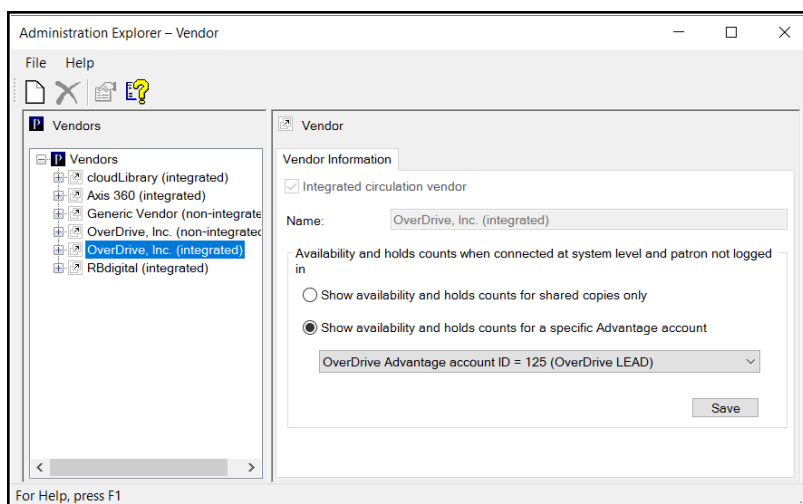 Administration Explorer – Vendor
File Help
P Vendors
Vendor
P Vendors
cloudLibrary (integrated)
Axis 360 (integrated)
Generic Vendor (non-integrate
OverDrive, Inc. (non-integrated
OverDrive, Inc. (integrated)
RBdigital (integrated)
Vendor Information
Integrated circulation vendor
Name: OverDrive, Inc. (integrated)
Availability and holds counts when connected at system level and patron not logged
in
Show availability and holds counts for shared copies only
Show availability and holds counts for a specific Advantage account
OverDrive Advantage account ID = 125 (OverDrive LEAD)
Save
For Help, press F1